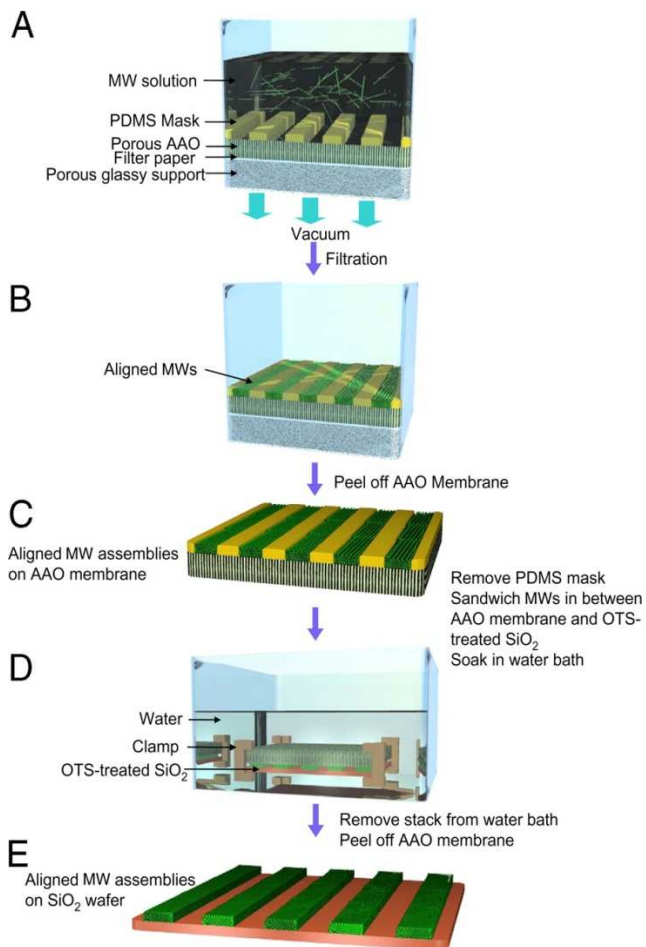 A
MW solution
PDMS Mask
Porous AAO
Filter paper
Porous glassy support
Vacuum
Filtration
B
Aligned MWs
Peel off AAO Membrane
C
Aligned MW assemblies
on AAO membrane
Remove PDMS mask
Sandwich MWs in between
AAO membrane and OTS-
treated SiO₂
Soak in water bath
D
Water
Clamp
OTS-treated SiO₂
Remove stack from water bath
Peel off AAO membrane
E
Aligned MW assemblies
on SiO₂ wafer